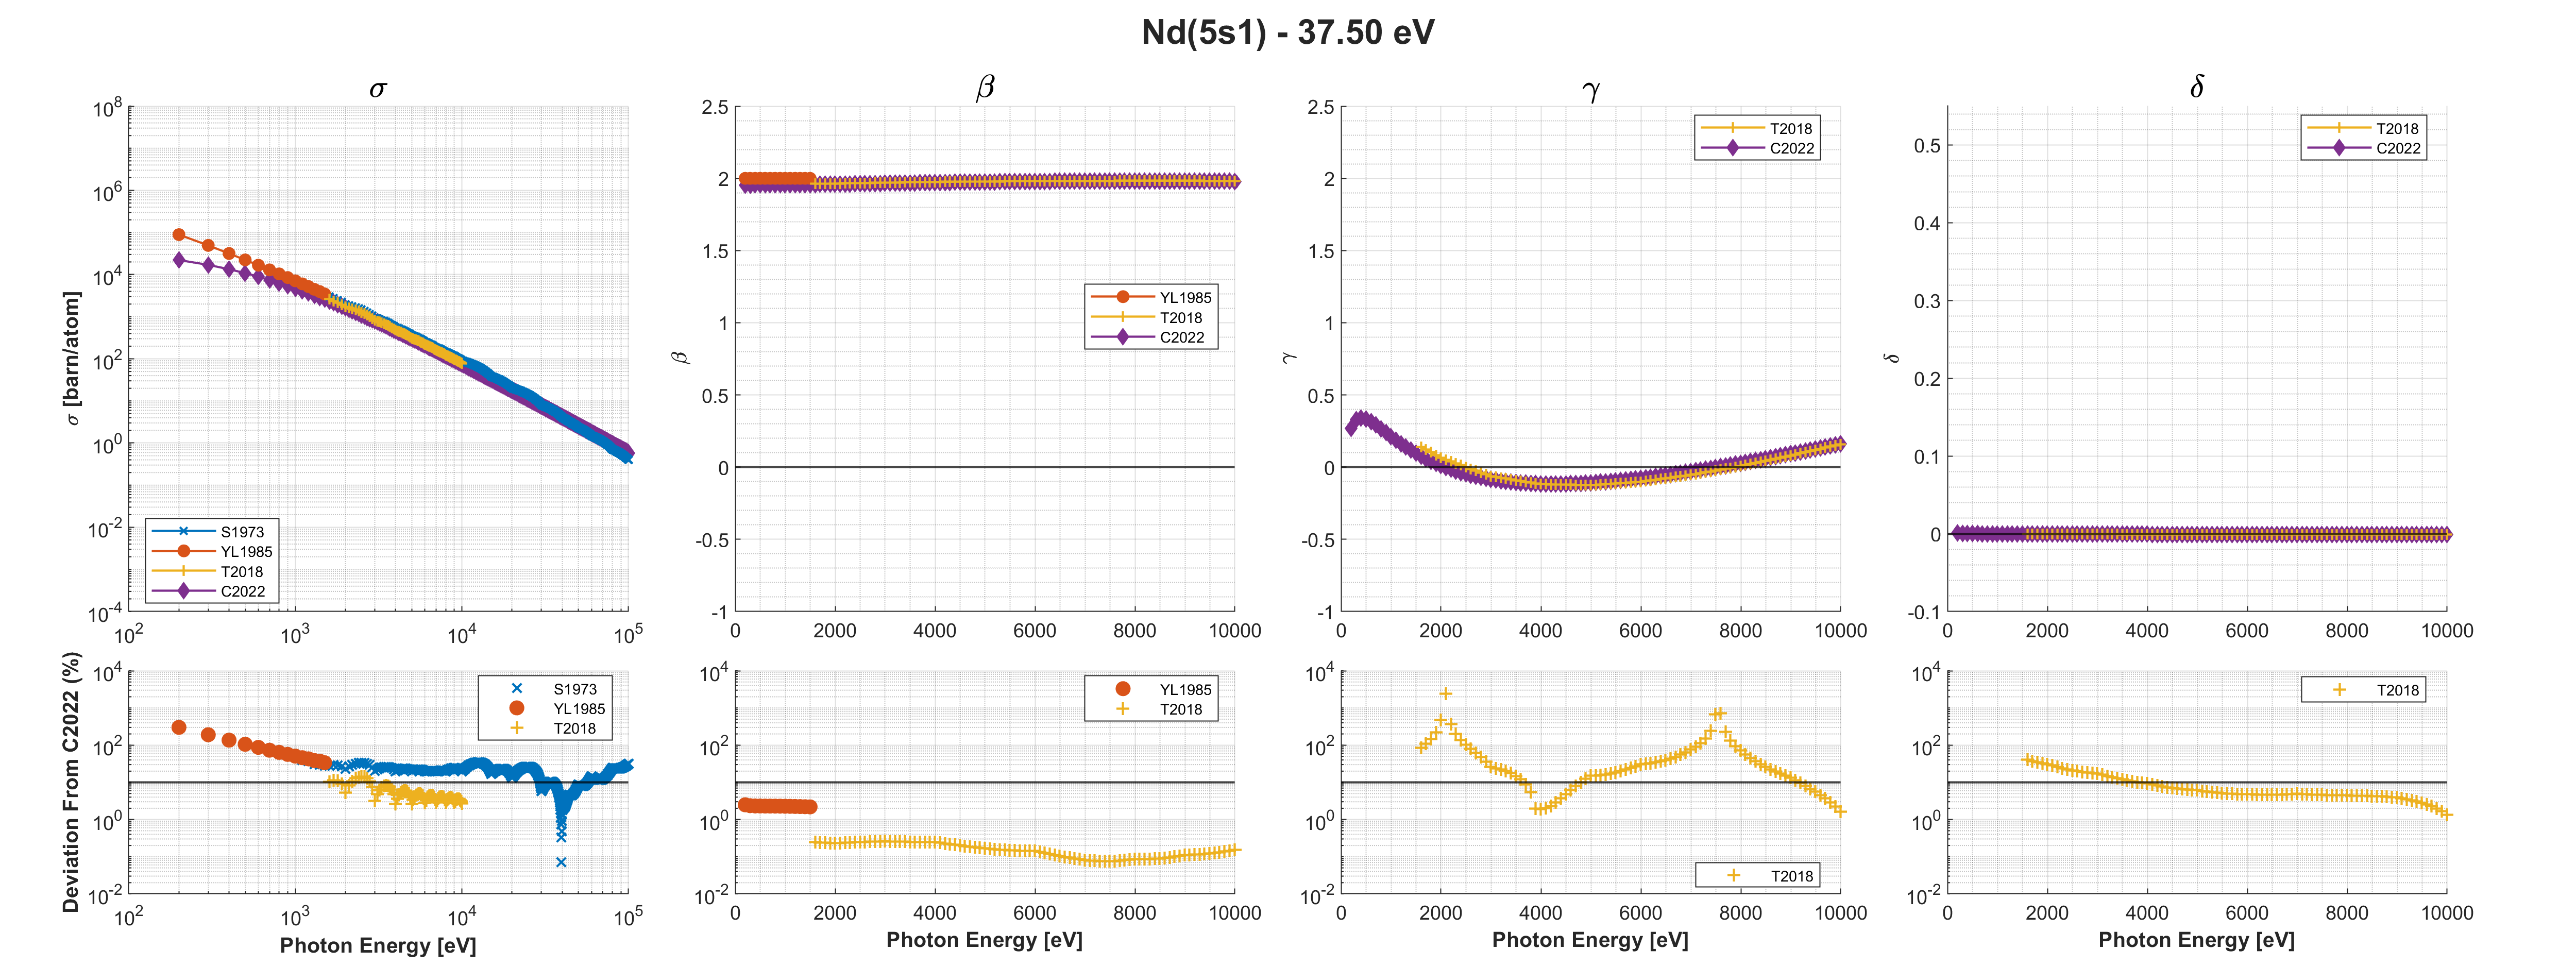 Nd(5s1) - 37.50 eV
σ
σ [barn/atom]
10^8
10^6
10^4
10^2
10^0
10^-2
10^-4
10^2
10^3
10^4
10^5
S1973
YL1985
T2018
C2022
β
β
2.5
2
1.5
1
0.5
0
-0.5
-1
0
2000
4000
6000
8000
10000
YL1985
T2018
C2022
γ
γ
2.5
2
1.5
1
0.5
0
-0.5
-1
0
2000
4000
6000
8000
10000
T2018
C2022
δ
δ
0.5
0.4
0.3
0.2
0.1
0
-0.1
0
2000
4000
6000
8000
10000
T2018
C2022
Deviation From C2022 (%)
10^4
10^2
10^0
10^-2
10^2
10^3
10^4
10^5
Photon Energy [eV]
S1973
YL1985
T2018
10^4
10^2
10^0
10^-2
0
2000
4000
6000
8000
10000
Photon Energy [eV]
YL1985
T2018
10^4
10^2
10^0
10^-2
0
2000
4000
6000
8000
10000
Photon Energy [eV]
T2018
10^4
10^2
10^0
10^-2
0
2000
4000
6000
8000
10000
Photon Energy [eV]
T2018